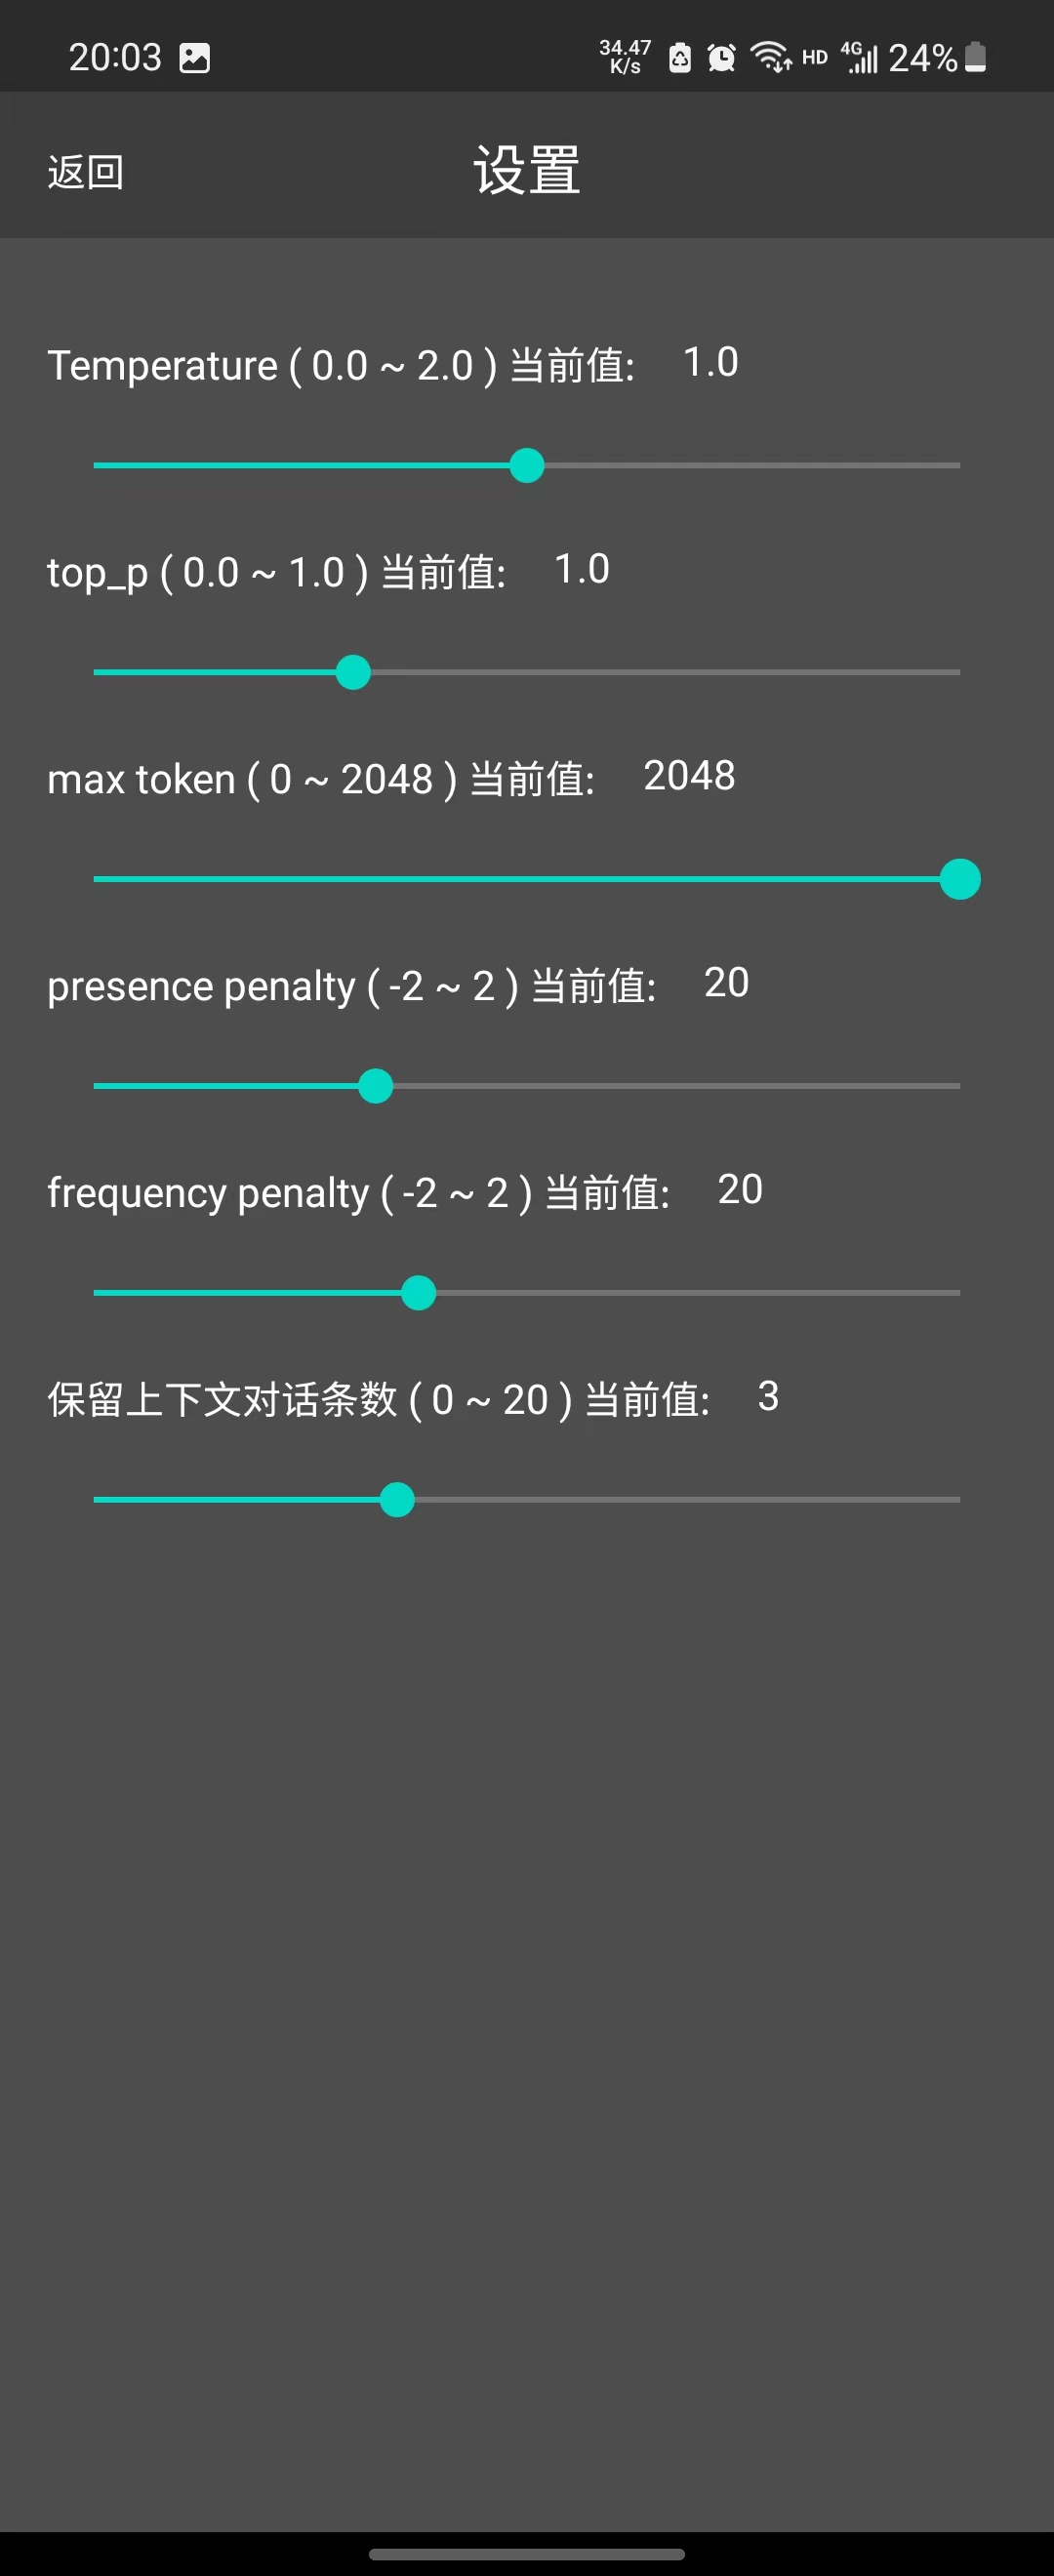 20:03 34.47 K/s HD 4G 24%
返回 设置
Temperature ( 0.0 ~ 2.0 ) 当前值: 1.0
top_p ( 0.0 ~ 1.0 ) 当前值: 1.0
max token ( 0 ~ 2048 ) 当前值: 2048
presence penalty ( -2 ~ 2 ) 当前值: 20
frequency penalty ( -2 ~ 2 ) 当前值: 20
保留上下文对话条数 ( 0 ~ 20 ) 当前值: 3